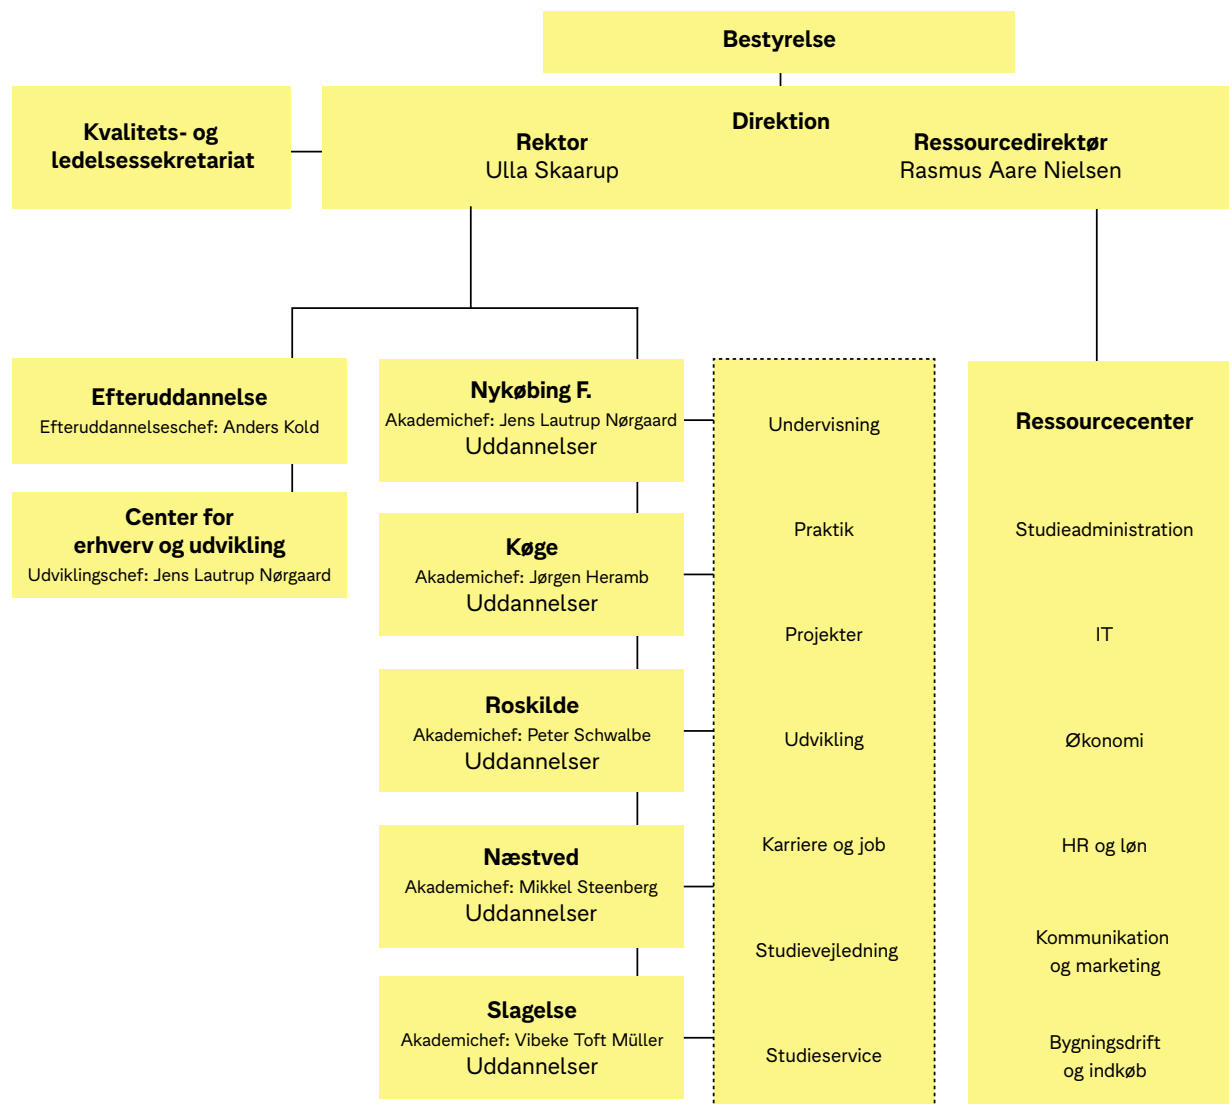 Bestyrelse
Kvalitets- og
ledelsessekretariat
Direktion
Rektor
Ulla Skaarup
Ressourcedirektør
Rasmus Aare Nielsen
Efteruddannelse
Efteruddannelseschef: Anders Kold
Center for
erhverv og udvikling
Udviklingschef: Jens Lautrup Nørgaard
Nykøbing F.
Akademichef: Jens Lautrup Nørgaard
Uddannelser
Køge
Akademichef: Jørgen Heramb
Uddannelser
Roskilde
Akademichef: Peter Schwalbe
Uddannelser
Næstved
Akademichef: Mikkel Steenberg
Uddannelser
Slagelse
Akademichef: Vibeke Toft Müller
Uddannelser
Undervisning
Praktik
Projekter
Udvikling
Karriere og job
Studievejledning
Studieservice
Ressourcecenter
Studieadministration
IT
Økonomi
HR og løn
Kommunikation
og marketing
Bygningsdrift
og indkøb